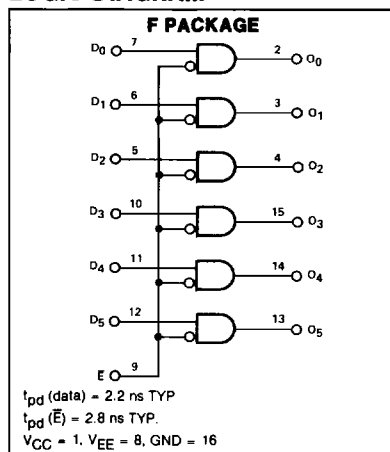 F PACKAGE
D0 7 2 O0
D1 6 3 O1
D2 5 4 O2
D3 10 15 O3
D4 11 14 O4
D5 12 13 O5
E 9
tpd (data) = 2.2 ns TYP
tpd (E̅) = 2.8 ns TYP.
VCC = 1, VEE = 8, GND = 16